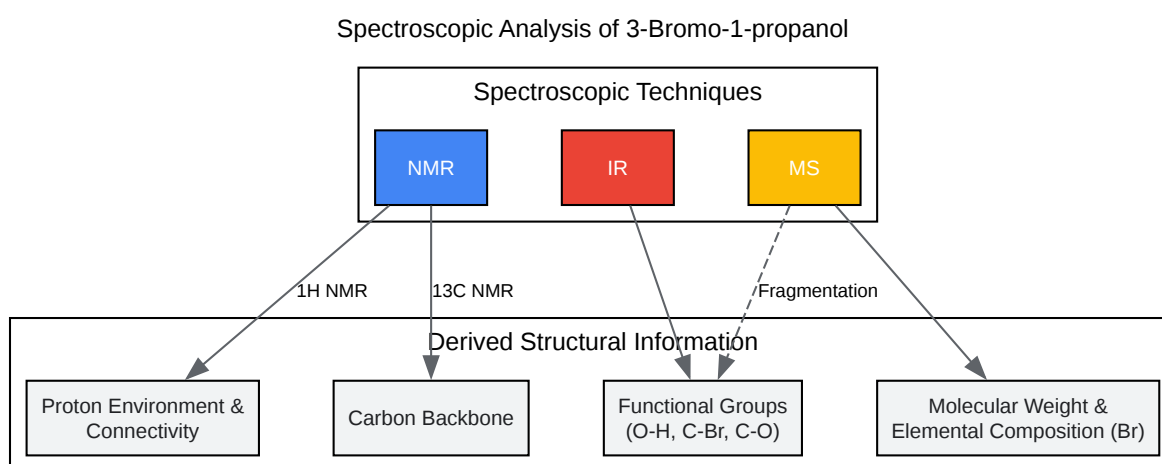 Spectroscopic Analysis of 3-Bromo-1-propanol
Spectroscopic Techniques
NMR
IR
MS
1H NMR
13C NMR
Fragmentation
Derived Structural Information
Proton Environment &
Connectivity
Carbon Backbone
Functional Groups
(O-H, C-Br, C-O)
Molecular Weight &
Elemental Composition (Br)